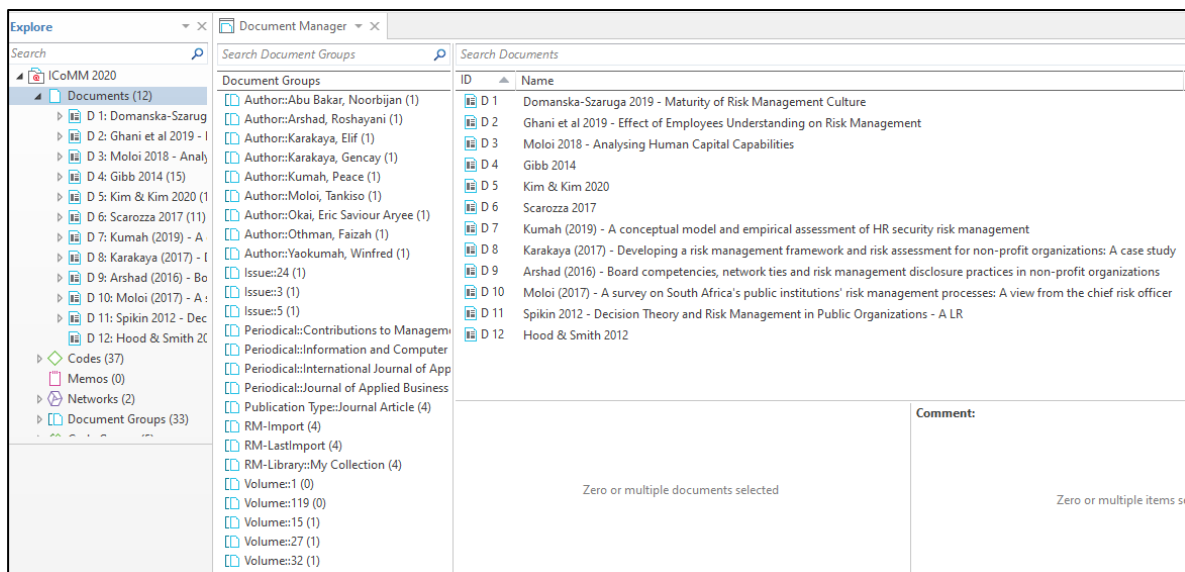 Explore
Search
ICoMM 2020
Documents (12)
D 1: Domanska-Szarug
D 2: Ghani et al 2019 -
D 3: Moloi 2018 - Analy
D 4: Gibb 2014 (15)
D 5: Kim & Kim 2020 (1
D 6: Scarozza 2017 (11)
D 7: Kumah (2019) - A
D 8: Karakaya (2017) -
D 9: Arshad (2016) - Bo
D 10: Moloi (2017) - A
D 11: Spikin 2012 - Dec
D 12: Hood & Smith 20
Codes (37)
Memos (0)
Networks (2)
Document Groups (33)
Document Manager
Search Document Groups
Document Groups
Author::Abu Bakar, Noorbijan (1)
Author::Arshad, Roshayani (1)
Author::Karakaya, Elif (1)
Author::Karakaya, Gencay (1)
Author::Kumah, Peace (1)
Author::Moloi, Tankiso (1)
Author::Okai, Eric Saviour Aryee (1)
Author::Othman, Faizah (1)
Author::Yaokumah, Winfred (1)
Issue::24 (1)
Issue::3 (1)
Issue::5 (1)
Periodical::Contributions to Managem
Periodical::Information and Computer
Periodical::International Journal of App
Periodical::Journal of Applied Business
Publication Type::Journal Article (4)
RM-Import (4)
RM-LastImport (4)
RM-Library::My Collection (4)
Volume::1 (0)
Volume::119 (0)
Volume::15 (1)
Volume::27 (1)
Volume::32 (1)
Search Documents
ID Name
D 1 Domanska-Szaruga 2019 - Maturity of Risk Management Culture
D 2 Ghani et al 2019 - Effect of Employees Understanding on Risk Management
D 3 Moloi 2018 - Analysing Human Capital Capabilities
D 4 Gibb 2014
D 5 Kim & Kim 2020
D 6 Scarozza 2017
D 7 Kumah (2019) - A conceptual model and empirical assessment of HR security risk management
D 8 Karakaya (2017) - Developing a risk management framework and risk assessment for non-profit organizations: A case study
D 9 Arshad (2016) - Board competencies, network ties and risk management disclosure practices in non-profit organizations
D 10 Moloi (2017) - A survey on South Africa's public institutions' risk management processes: A view from the chief risk officer
D 11 Spikin 2012 - Decision Theory and Risk Management in Public Organizations - A LR
D 12 Hood & Smith 2012
Zero or multiple documents selected
Comment:
Zero or multiple items s